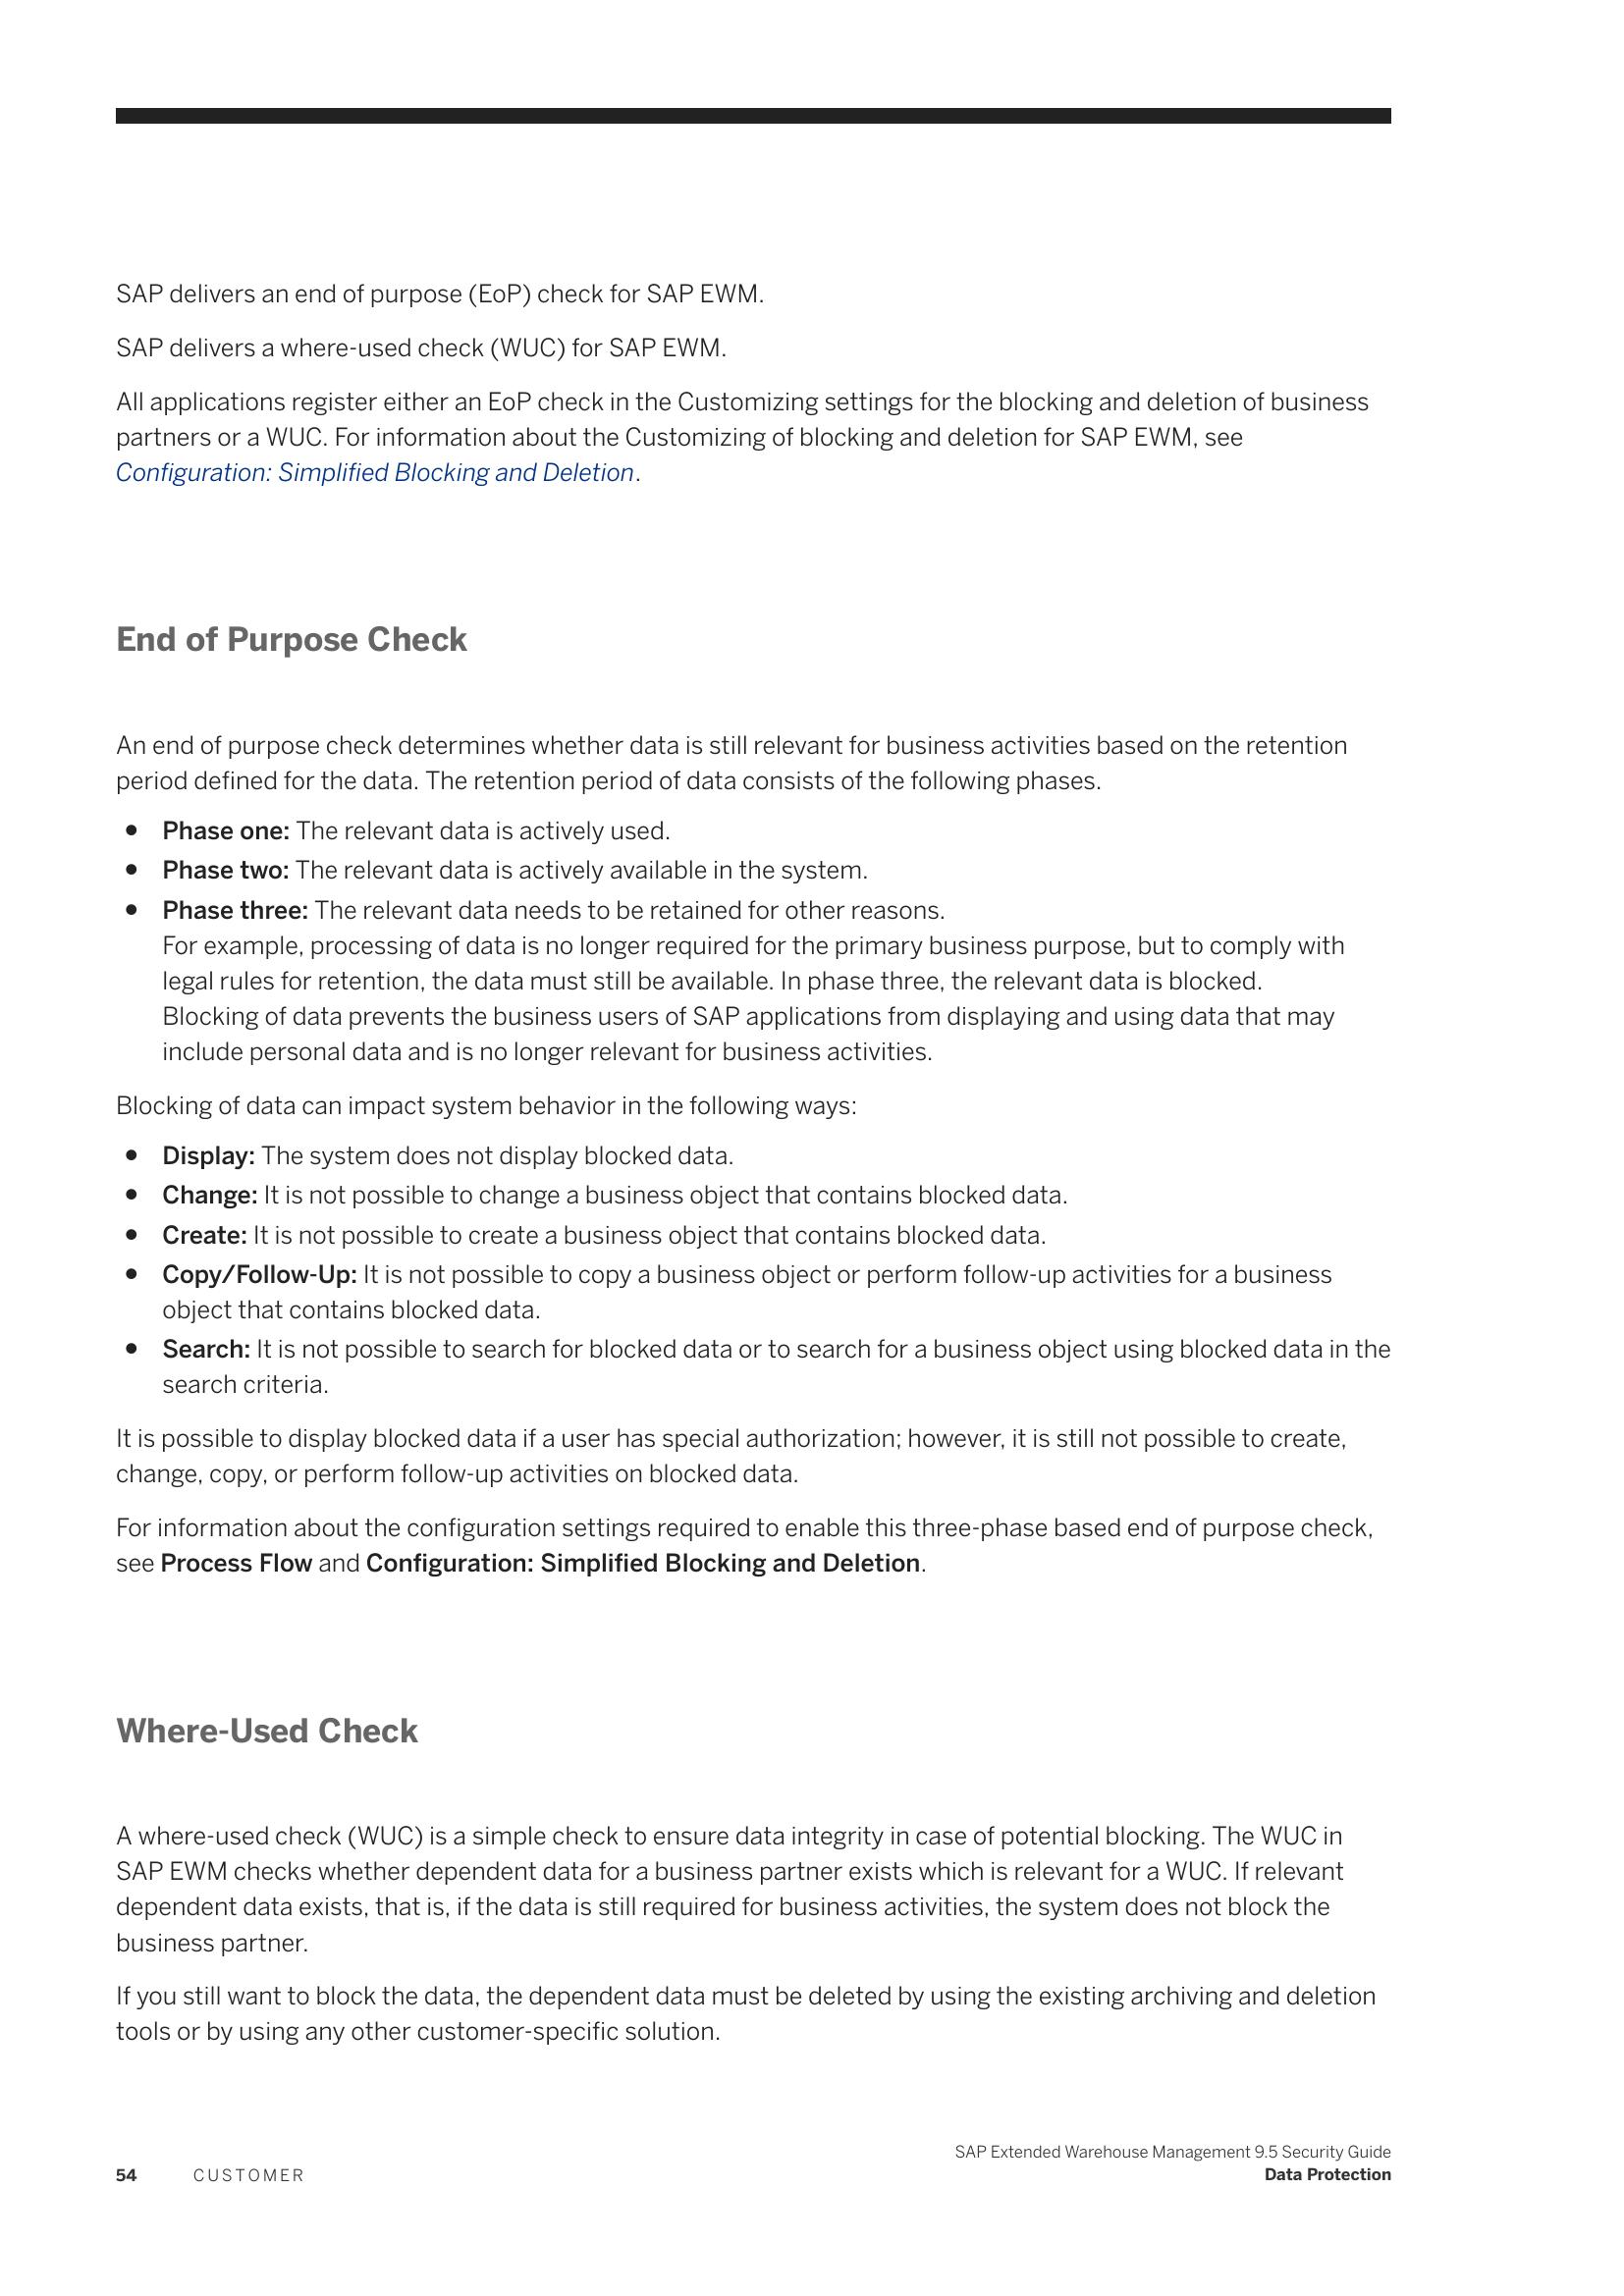 SAP delivers an end of purpose (EoP) check for SAP EWM.
SAP delivers a where-used check (WUC) for SAP EWM.
All applications register either an EoP check in the Customizing settings for the blocking and deletion of business
partners or a WUC. For information about the Customizing of blocking and deletion for SAP EWM, see
Configuration: Simplified Blocking and Deletion.
End of Purpose Check
An end of purpose check determines whether data is still relevant for business activities based on the retention
period defined for the data. The retention period of data consists of the following phases.
• Phase one: The relevant data is actively used.
• Phase two: The relevant data is actively available in the system.
• Phase three: The relevant data needs to be retained for other reasons.
For example, processing of data is no longer required for the primary business purpose, but to comply with
legal rules for retention, the data must still be available. In phase three, the relevant data is blocked.
Blocking of data prevents the business users of SAP applications from displaying and using data that may
include personal data and is no longer relevant for business activities.
Blocking of data can impact system behavior in the following ways:
• Display: The system does not display blocked data.
• Change: It is not possible to change a business object that contains blocked data.
• Create: It is not possible to create a business object that contains blocked data.
• Copy/Follow-Up: It is not possible to copy a business object or perform follow-up activities for a business
object that contains blocked data.
• Search: It is not possible to search for blocked data or to search for a business object using blocked data in the
search criteria.
It is possible to display blocked data if a user has special authorization; however, it is still not possible to create,
change, copy, or perform follow-up activities on blocked data.
For information about the configuration settings required to enable this three-phase based end of purpose check,
see Process Flow and Configuration: Simplified Blocking and Deletion.
Where-Used Check
A where-used check (WUC) is a simple check to ensure data integrity in case of potential blocking. The WUC in
SAP EWM checks whether dependent data for a business partner exists which is relevant for a WUC. If relevant
dependent data exists, that is, if the data is still required for business activities, the system does not block the
business partner.
If you still want to block the data, the dependent data must be deleted by using the existing archiving and deletion
tools or by using any other customer-specific solution.
SAP Extended Warehouse Management 9.5 Security Guide
54 CUSTOMER Data Protection